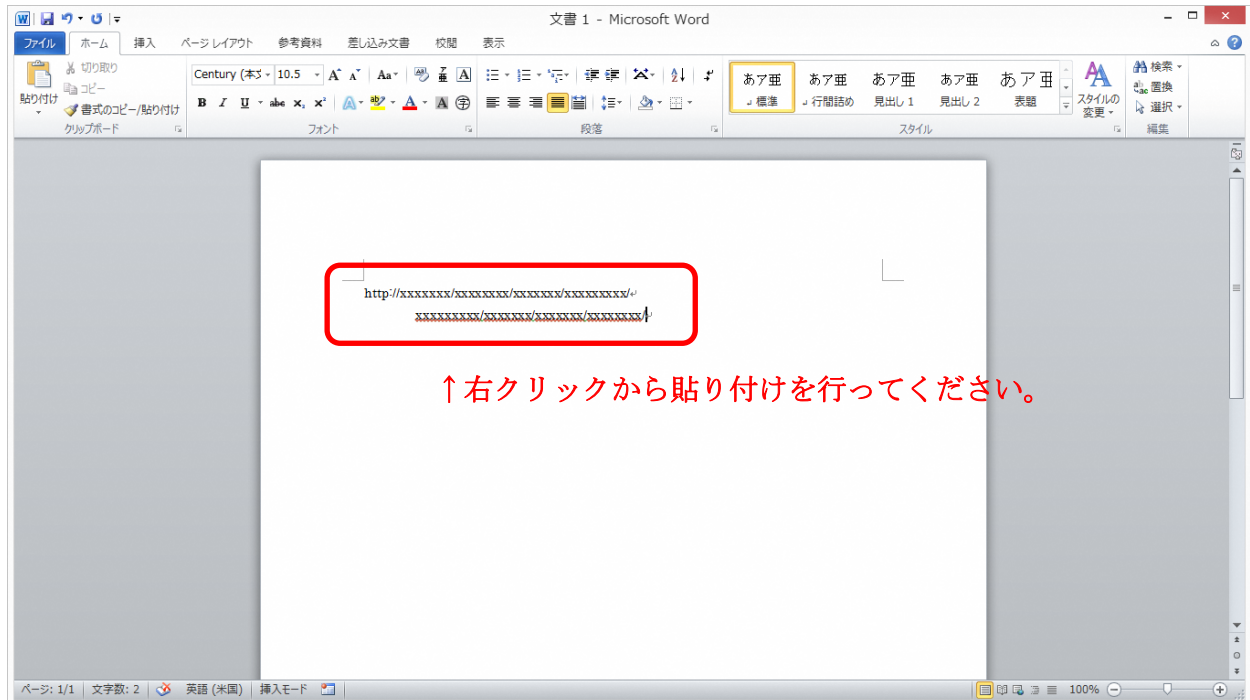 文書 1 - Microsoft Word
ファイル ホーム 挿入 ページ レイアウト 参考資料 差し込み文書 校閲 表示
貼り付け
切り取り
コピー
書式のコピー/貼り付け
クリップボード
Century (本文 10.5
フォント
段落
あア亜 あア亜 あア亜 あア亜 あア亜
標準 行間詰め 見出し 1 見出し 2 表題
スタイルの
変更
スタイル
検索
置換
選択
編集
http://xxxxxxx/xxxxxxxx/xxxxxxx/xxxxxxxxx/
xxxxxxxxx/xxxxxxx/xxxxxxx/xxxxxxxx/
↑右クリックから貼り付けを行ってください。
ページ: 1/1 文字数: 2 英語 (米国) 挿入モード 100%